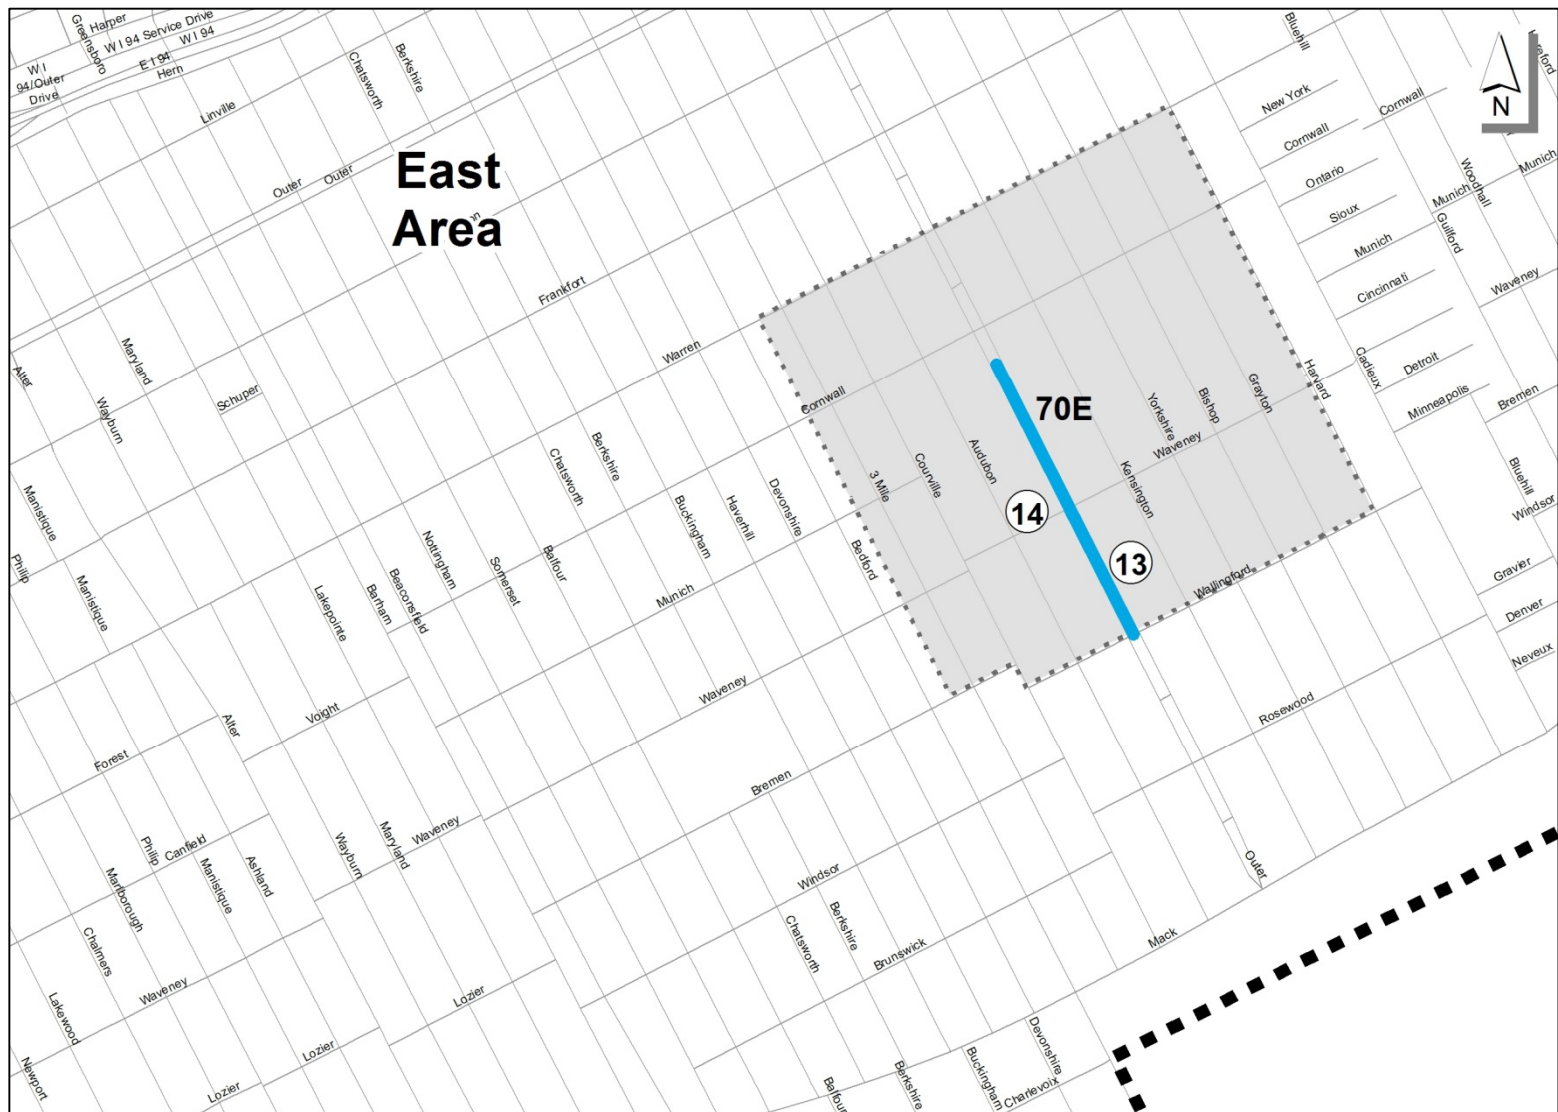 Harper
Greensboro
W I 94 Service Drive
W I 94
E I 94
Hern
W I
94/Outer
Drive
Linville
Chatsworth
Berkshire
Outer
Outer
East
Area
on
Frankfort
Warren
Bluehill
New York
Cornwall
Cornwall
Ontario
Sioux
Munich
Cincinnati
Munich
Woodhall
Guilford
Munich
Waveney
N
Alter
Maryland
Wayburn
Schuper
Cornwall
3 Mile
Courville
Audubon
70E
Kensington
Yorkshire
Waveney
Bishop
Grayton
Harvard
Cadieux
Detroit
Minneapolis
Bremen
Bluehill
Windsor
14
13
Wallingford
Gravier
Denver
Neveux
Manistique
Philip
Manistique
Lakepointe
Barham
Beaconsfield
Nottingham
Somerset
Balfour
Chatsworth
Berkshire
Buckingham
Haverhill
Devonshire
Bedford
Munich
Waveney
Rosewood
Voight
Alter
Forest
Bremen
Philip
Canfield
Marlborough
Manistique
Ashland
Wayburn
Maryland
Waveney
Windsor
Outer
Chatsworth
Berkshire
Brunswick
Mack
Chalmers
Waveney
Lozier
Lakewood
Newport
Lozier
Lozier
Balfour
Berkshire
Buckingham
Devonshire
Charlevoix